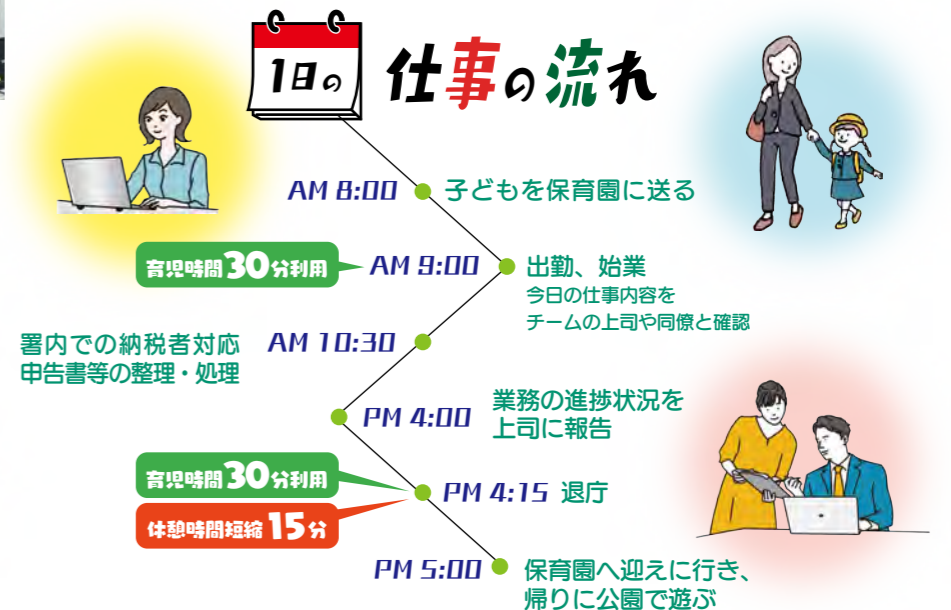 1日の
仕事の流れ
AM 8:00 子どもを保育園に送る
育児時間30分利用 AM 9:00 出勤、始業
今日の仕事内容を
チームの上司や同僚と確認
署内での納税者対応
申告書等の整理・処理
AM 10:30
PM 4:00
業務の進捗状況を
上司に報告
育児時間30分利用
休憩時間短縮15分
PM 4:15 退庁
PM 5:00
保育園へ迎えに行き、
帰りに公園で遊ぶ